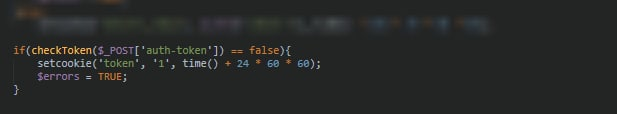 if(checkToken($_POST['auth-token']) == false){
setcookie('token', '1', time() + 24 * 60 * 60);
$errors = TRUE;
}